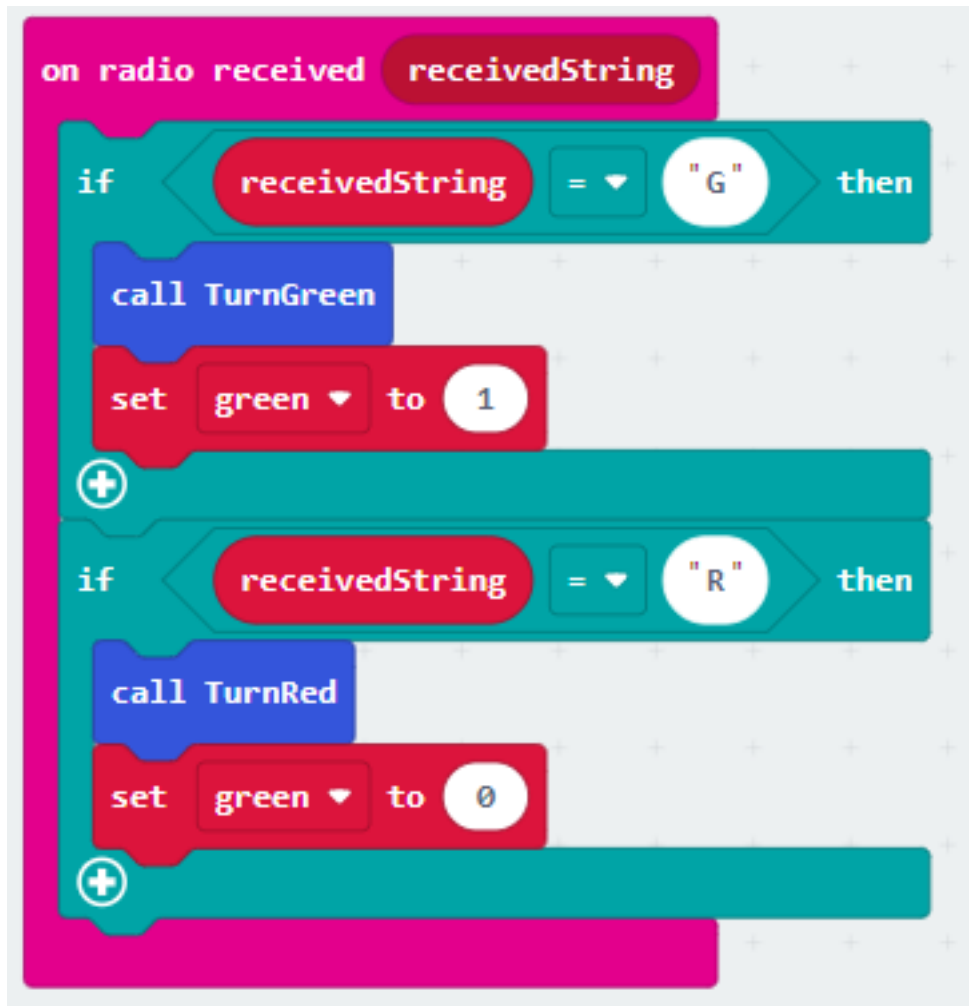 on radio received receivedString
if receivedString = "G" then
call TurnGreen
set green to 1
if receivedString = "R" then
call TurnRed
set green to 0